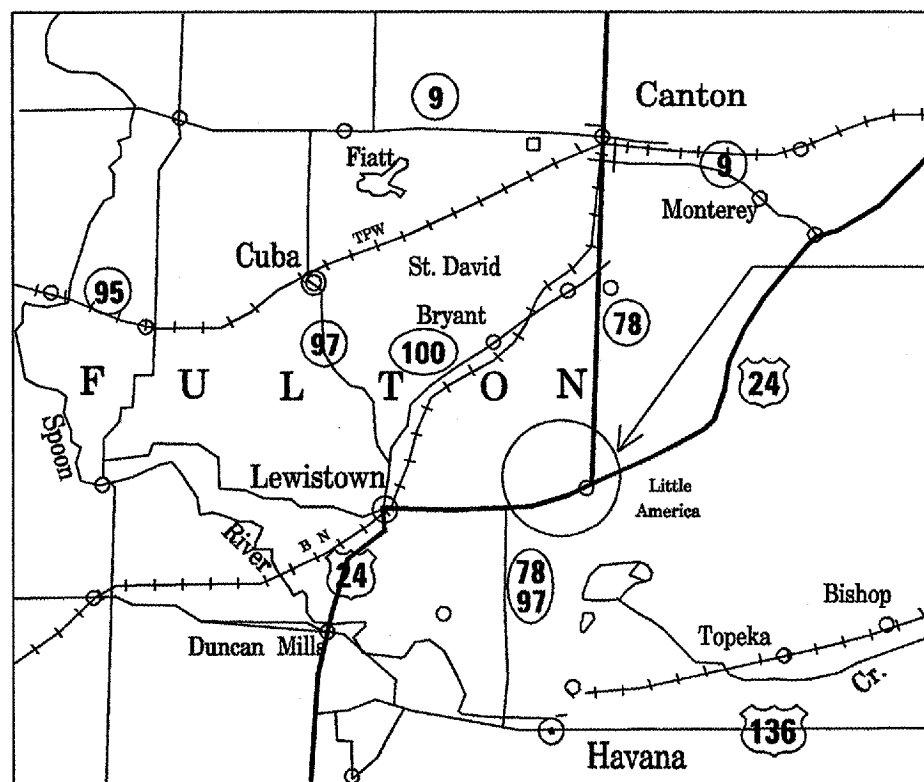 9
Canton
Fiatt
9
Monterey
TPW
Cuba
St. David
95
Bryant
78
97
100
24
F U L T O N
Spoon
Lewistown
Little
America
River
B N
24
78
97
Bishop
Topeka
Duncan Mills
Cr.
136
Havana